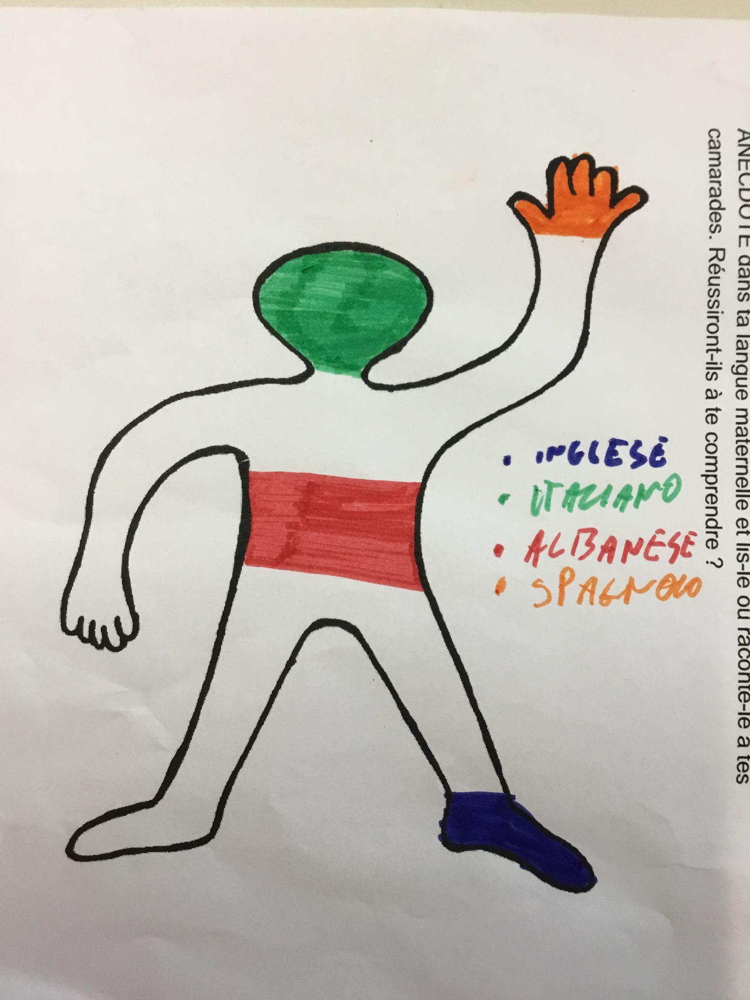 ANECDOTE dans ta langue maternelle et lis-le ou raconte-le à tes
camarades. Réussiront-ils à te comprendre ?
• INGLESE
• ITALIANO
• ALBANESE
• SPAGNOLO